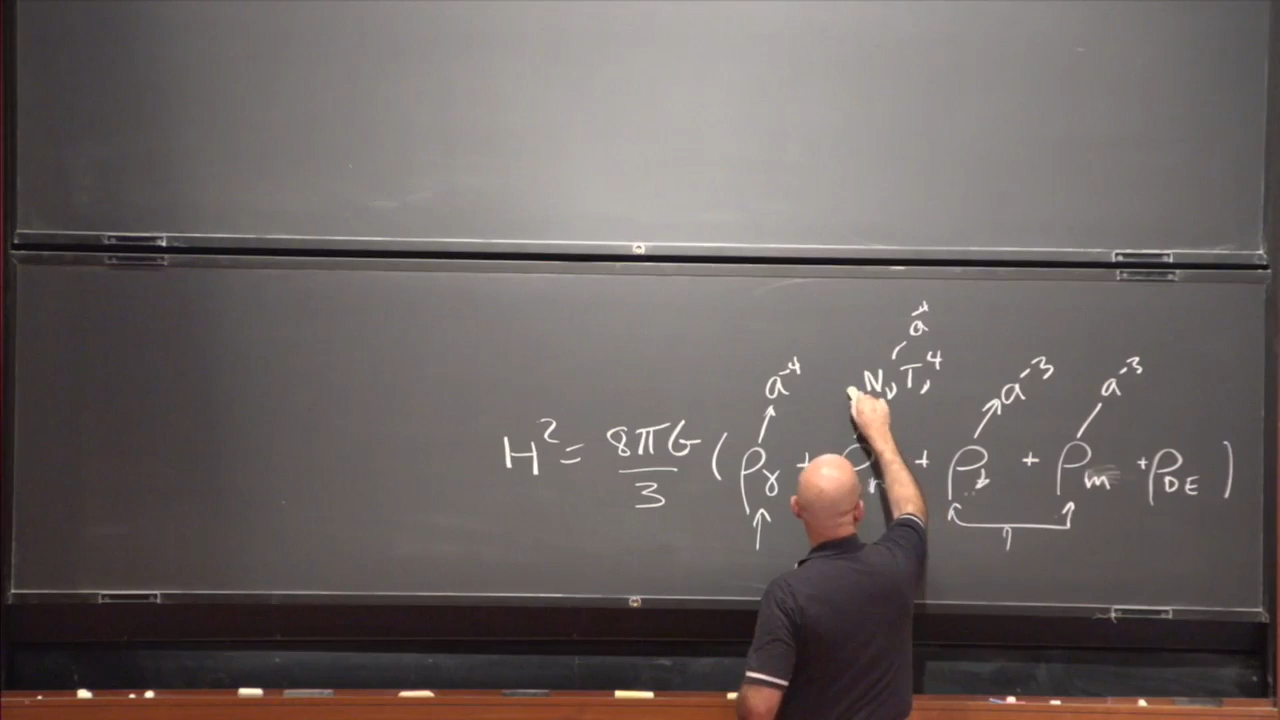 a⁻⁴
a⁻⁴ N_ν T_ν⁴ a⁻³ a⁻³
H² = 8πG/3 (ρ_γ + ρ + ρ_b + ρ_m + ρ_DE)